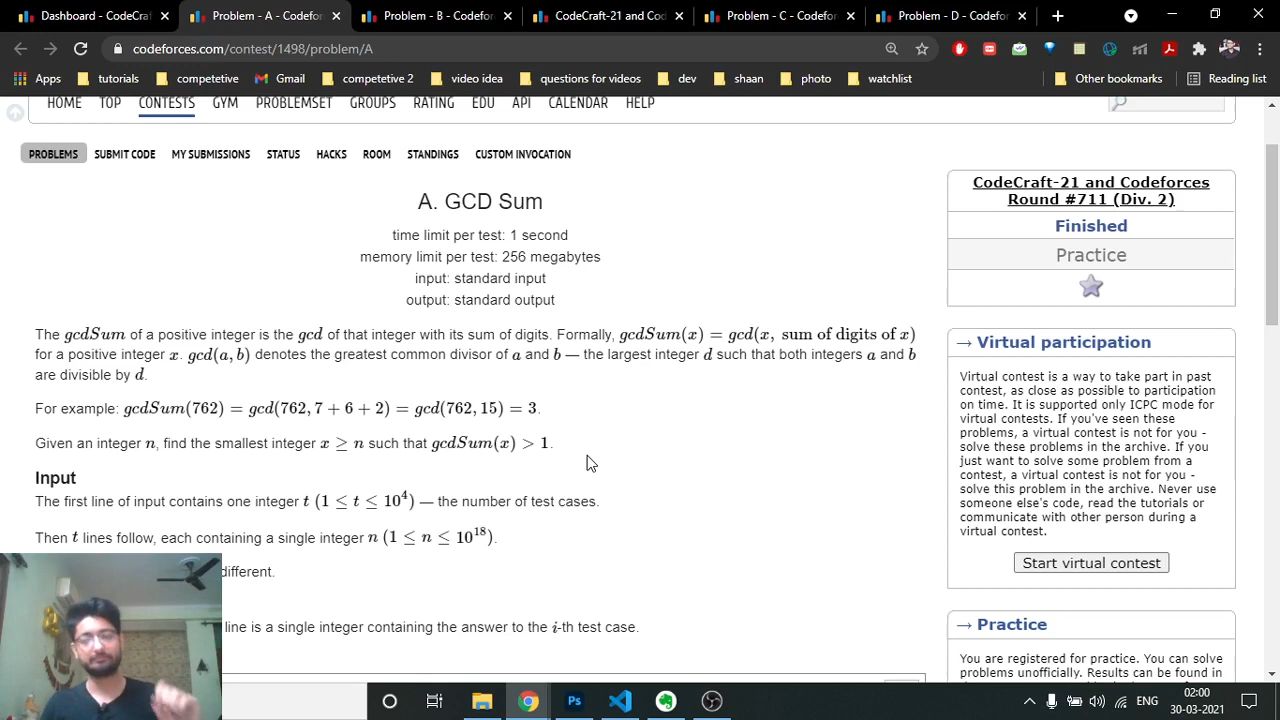 Dashboard - CodeCraft
Problem - A - Codefor
Problem - B - Codefor
CodeCraft-21 and Cod
Problem - C - Codefor
Problem - D - Codefor
codeforces.com/contest/1498/problem/A
Apps tutorials competetive Gmail competetive 2 video idea questions for videos dev shaan photo watchlist Other bookmarks Reading list
HOME TOP CONTESTS GYM PROBLEMSET GROUPS RATING EDU API CALENDAR HELP
PROBLEMS SUBMIT CODE MY SUBMISSIONS STATUS HACKS ROOM STANDINGS CUSTOM INVOCATION
A. GCD Sum
time limit per test: 1 second
memory limit per test: 256 megabytes
input: standard input
output: standard output
The gcdSum of a positive integer is the gcd of that integer with its sum of digits. Formally, gcdSum(x) = gcd(x, sum of digits of x)
for a positive integer x. gcd(a, b) denotes the greatest common divisor of a and b — the largest integer d such that both integers a and b
are divisible by d.
For example: gcdSum(762) = gcd(762, 7 + 6 + 2) = gcd(762, 15) = 3.
Given an integer n, find the smallest integer x ≥ n such that gcdSum(x) > 1.
Input
The first line of input contains one integer t (1 ≤ t ≤ 10⁴) — the number of test cases.
Then t lines follow, each containing a single integer n (1 ≤ n ≤ 10¹⁸).
different.
line is a single integer containing the answer to the i-th test case.
CodeCraft-21 and Codeforces
Round #711 (Div. 2)
Finished
Practice
→ Virtual participation
Virtual contest is a way to take part in past
contest, as close as possible to participation
on time. It is supported only ICPC mode for
virtual contests. If you've seen these
problems, a virtual contest is not for you -
solve these problems in the archive. If you
just want to solve some problem from a
contest, a virtual contest is not for you -
solve this problem in the archive. Never use
someone else's code, read the tutorials or
communicate with other person during a
virtual contest.
Start virtual contest
→ Practice
You are registered for practice. You can solve
problems unofficially. Results can be found in
ENG
02:00
30-03-2021